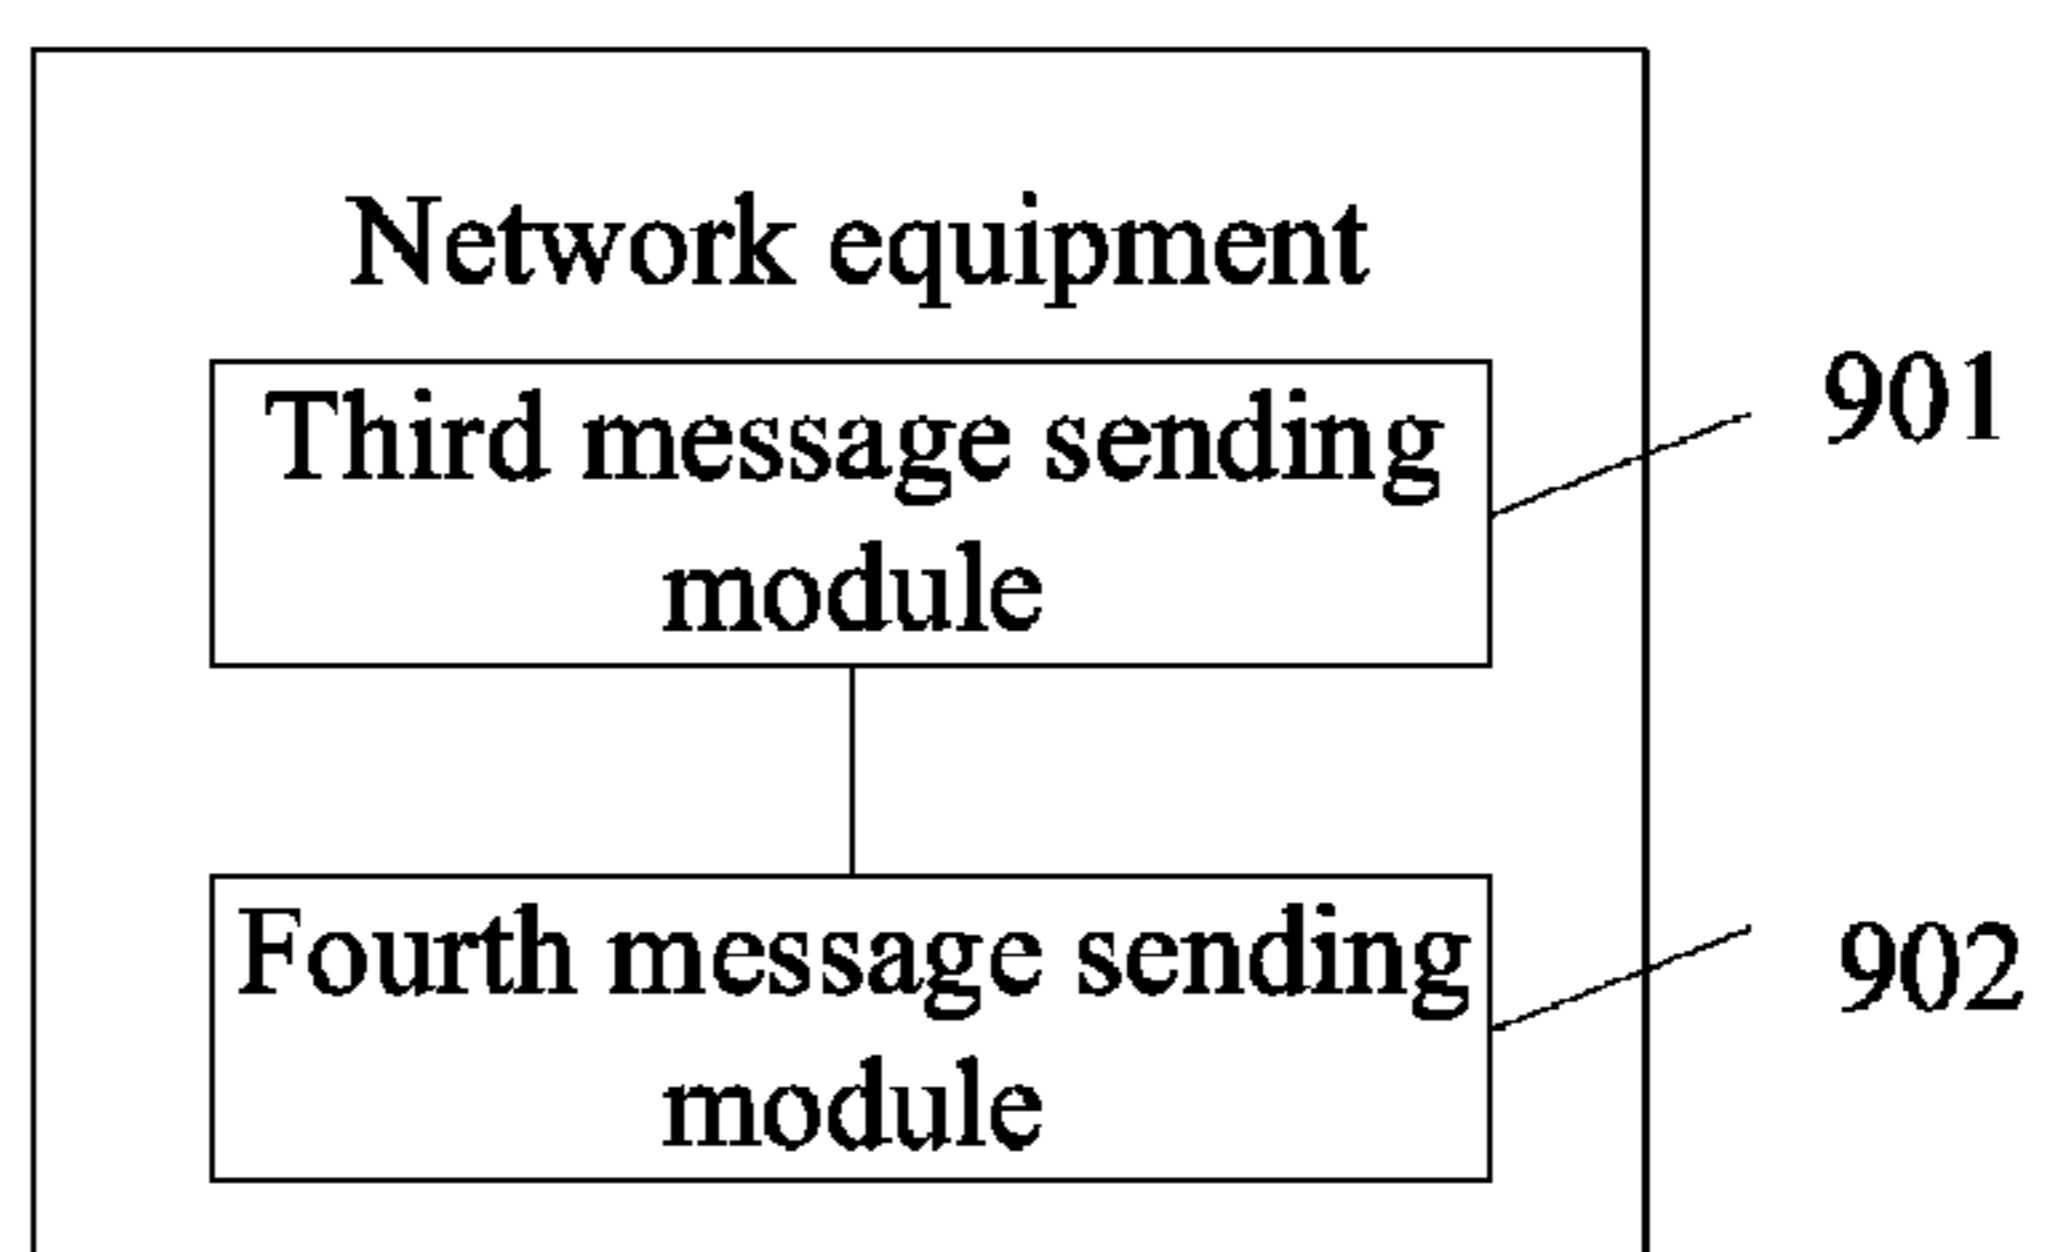 Network equipment
Third message sending
module
901
Fourth message sending
module
902